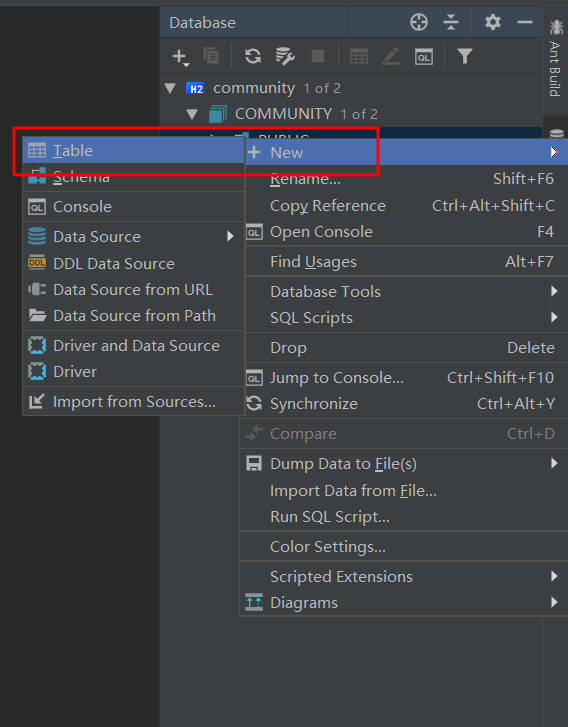 Database
Ant Build
H2 community 1 of 2
COMMUNITY 1 of 2
Table
Schema
Console
Data Source
DDL Data Source
Data Source from URL
Data Source from Path
Driver and Data Source
Driver
Import from Sources...
New
Rename... Shift+F6
Copy Reference Ctrl+Alt+Shift+C
Open Console F4
Find Usages Alt+F7
Database Tools
SQL Scripts
Drop Delete
Jump to Console... Ctrl+Shift+F10
Synchronize Ctrl+Alt+Y
Compare Ctrl+D
Dump Data to File(s)
Import Data from File...
Run SQL Script...
Color Settings...
Scripted Extensions
Diagrams